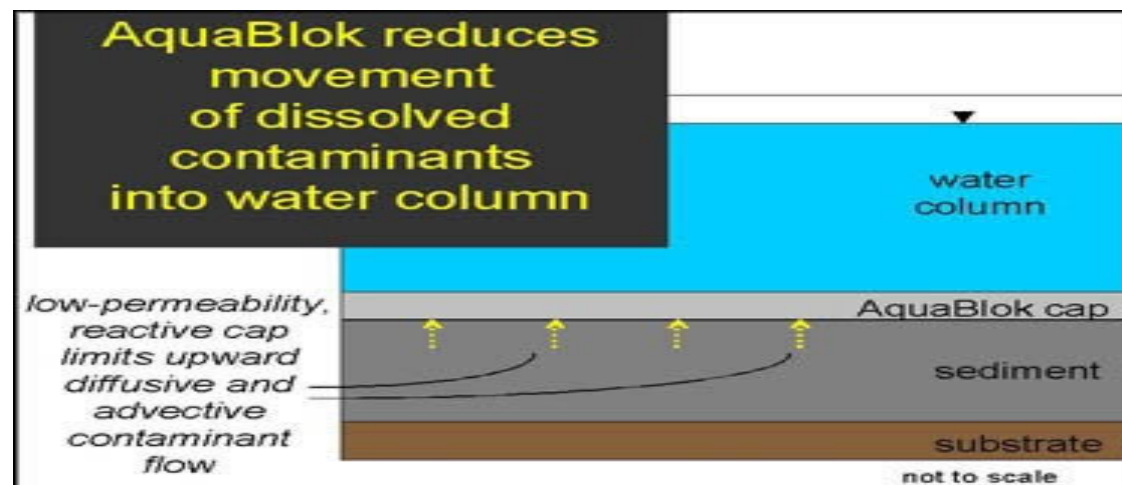 AquaBlok reduces
movement
of dissolved
contaminants
into water column
water
column
low-permeability,
reactive cap
limits upward
diffusive and
advective
contaminant
flow
AquaBlok cap
sediment
substrate
not to scale